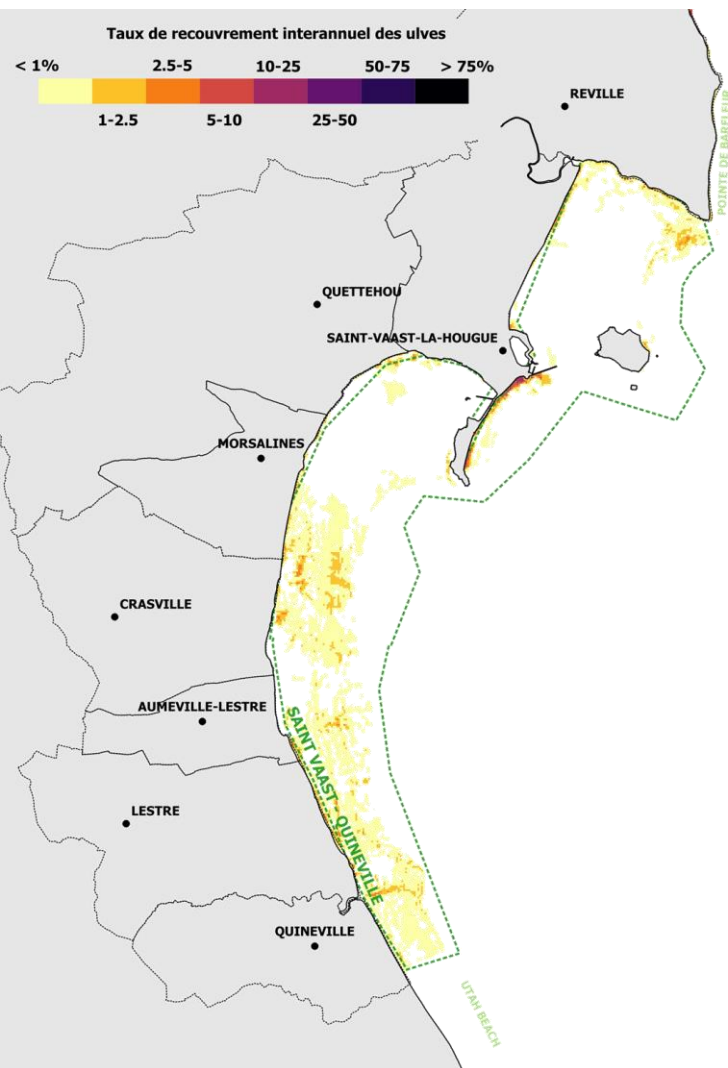 Taux de recouvrement interannuel des ulves
< 1% 2.5-5 10-25 50-75 > 75%
1-2.5 5-10 25-50
REVILLE
POINTE DE BARFLEUR
QUETTEHOU
SAINT-VAAST-LA-HOUGUE
MORSALINES
CRASVILLE
AUMEVILLE-LESTRE
SAINT VAAST - QUINEVILLE
LESTRE
QUINEVILLE
UTAH BEACH